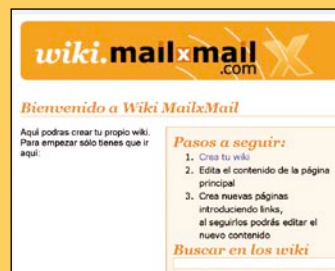 wiki.mailxmail
.com
Bienvenido a Wiki MailxMail
Aquí podras crear tu propio wiki.
Para empezar sólo tienes que ir
aquí:
Pasos a seguir:
1. Crea tu wiki
2. Edita el contenido de la página
principal
3. Crea nuevas páginas
introduciendo links,
al seguirlos podrás editar el
nuevo contenido
Buscar en los wiki